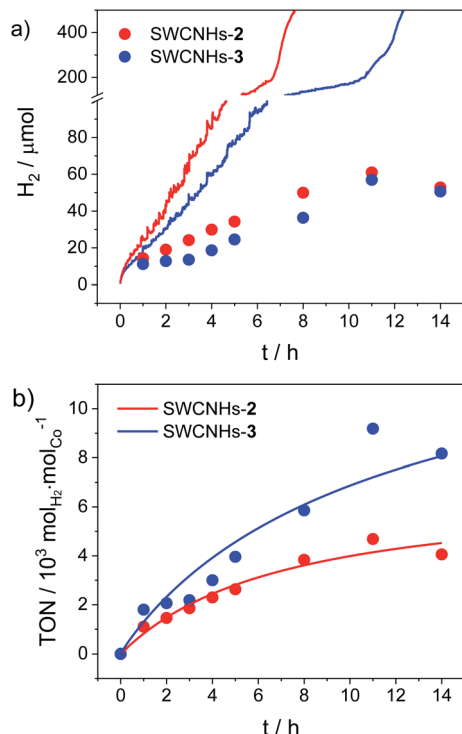 a)
SWCNHs-2
SWCNHs-3
H2 / μmol
500
400
200
60
40
20
0
0 2 4 6 8 10 12 14
t / h
b)
SWCNHs-2
SWCNHs-3
TON / 10³ molH2·molCo⁻¹
10
8
6
4
2
0
0 2 4 6 8 10 12 14
t / h